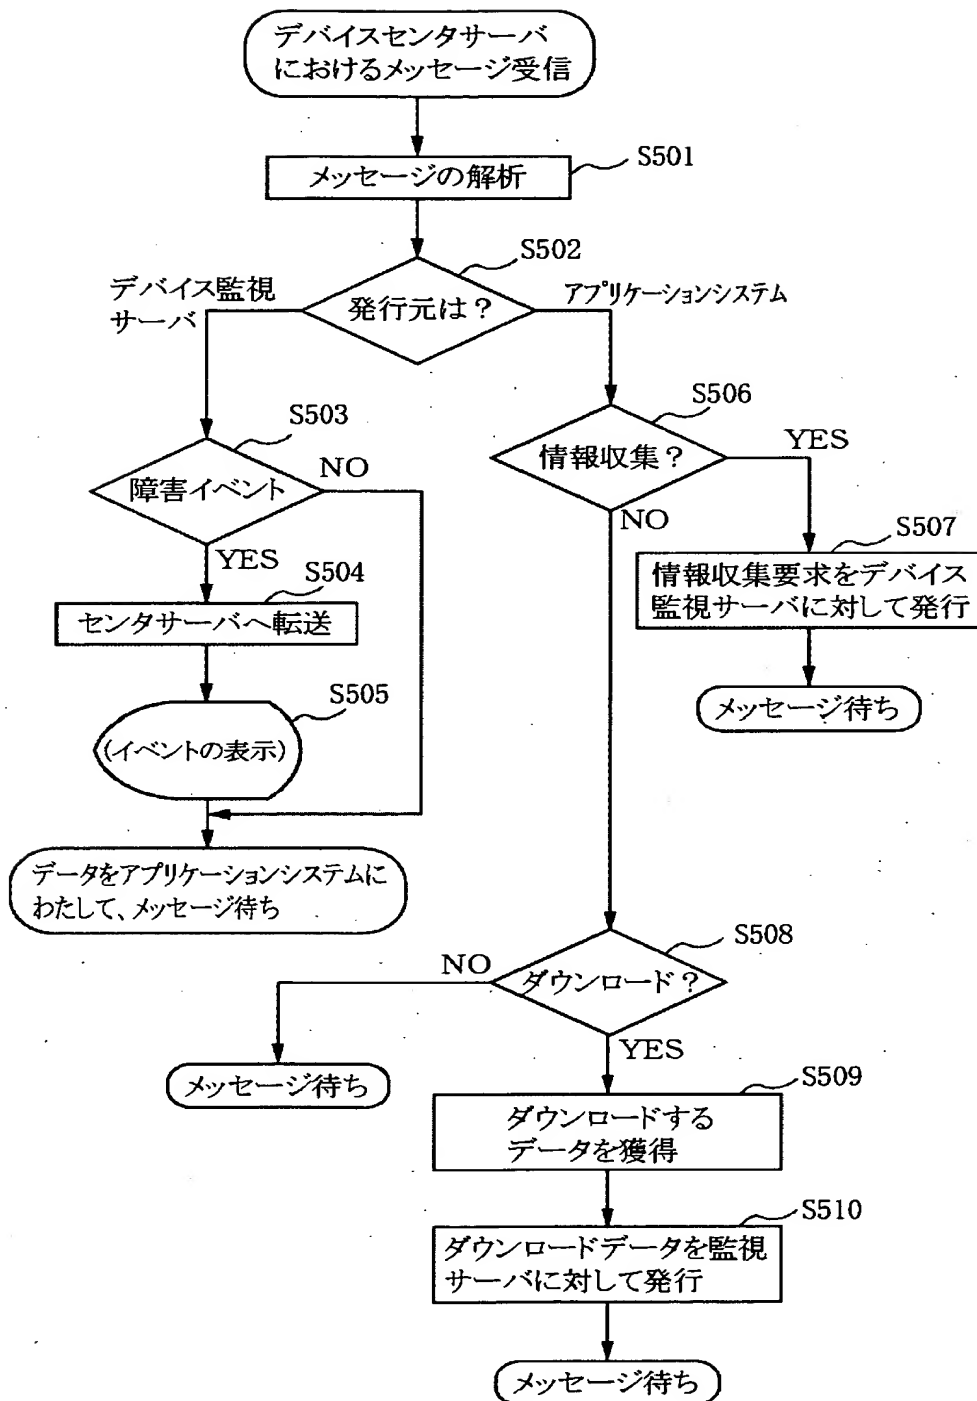 デバイスセンタサーバ
におけるメッセージ受信
S501
メッセージの解析
S502
デバイス監視
サーバ
発行元は？
アプリケーションシステム
S503
障害イベント
NO
YES
S504
センタサーバへ転送
S505
(イベントの表示)
データをアプリケーションシステムに
わたして、メッセージ待ち
S506
情報収集？
YES
NO
S507
情報収集要求をデバイス
監視サーバに対して発行
メッセージ待ち
S508
NO
ダウンロード？
YES
メッセージ待ち
S509
ダウンロードする
データを獲得
S510
ダウンロードデータを監視
サーバに対して発行
メッセージ待ち